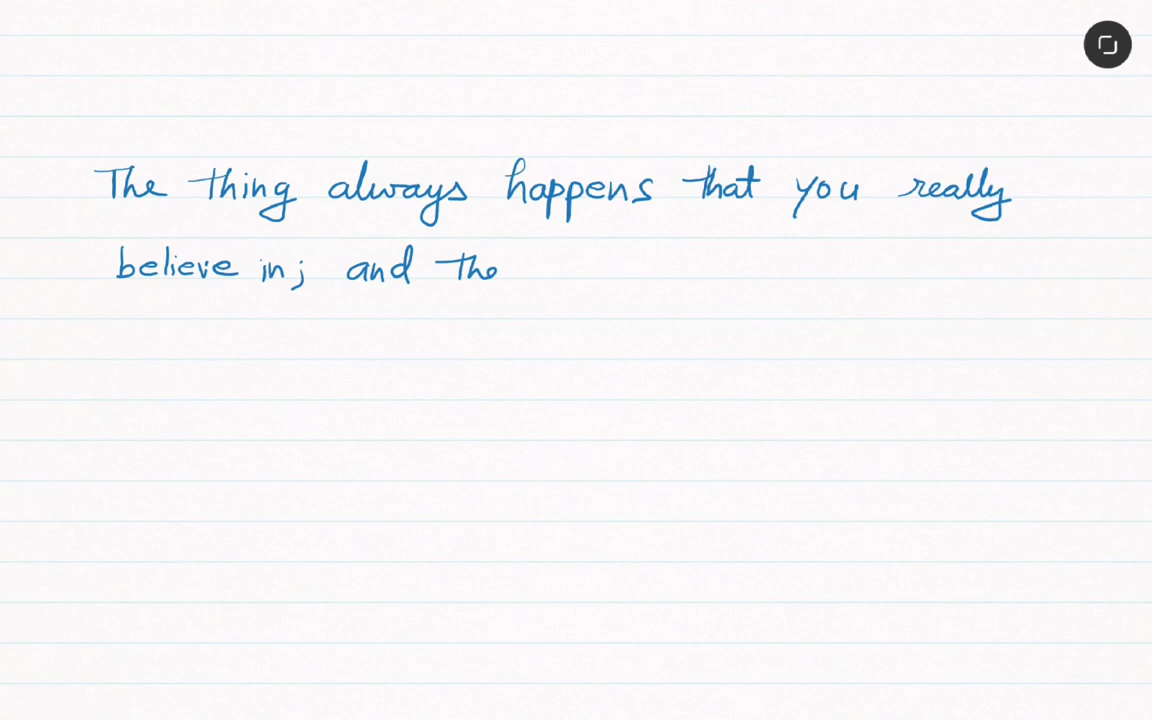 The thing always happens that you really
believe in; and the